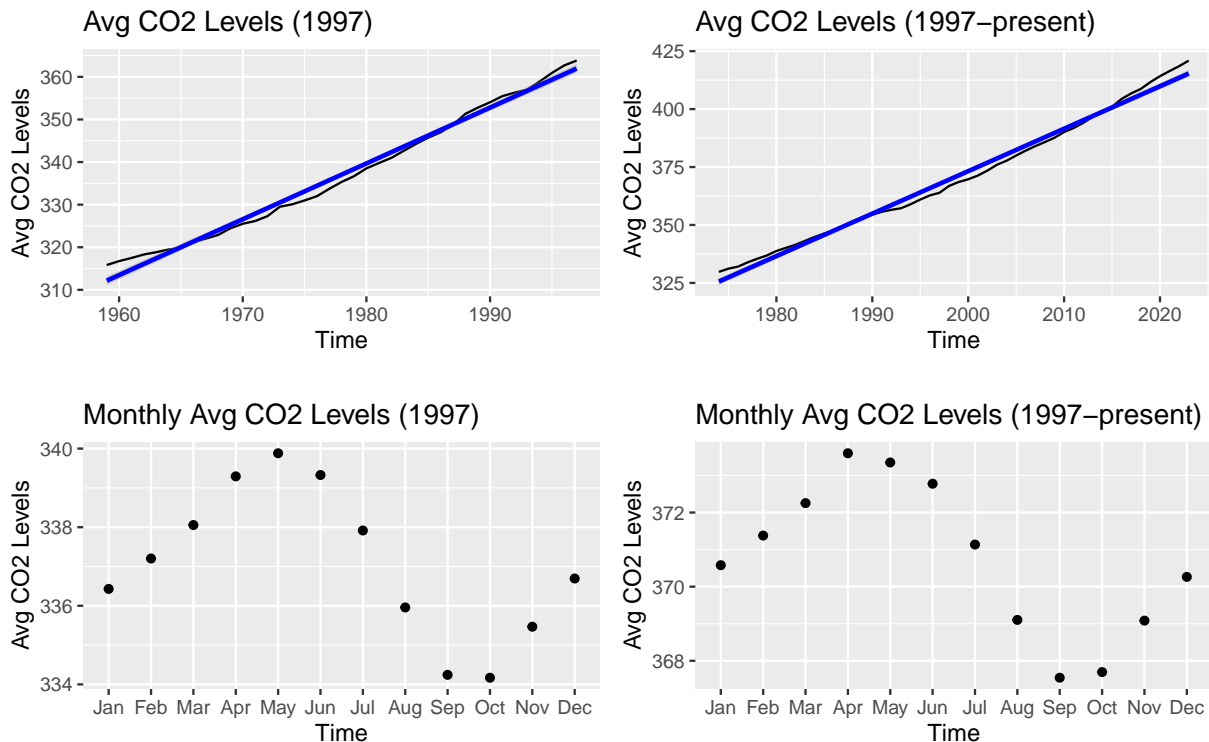 Avg CO2 Levels (1997)
Avg CO2 Levels
360
350
340
330
320
310
1960 1970 1980 1990
Time
Avg CO2 Levels (1997−present)
Avg CO2 Levels
425
400
375
350
325
1980 1990 2000 2010 2020
Time
Monthly Avg CO2 Levels (1997)
Avg CO2 Levels
340
338
336
334
Jan Feb Mar Apr May Jun Jul Aug Sep Oct Nov Dec
Time
Monthly Avg CO2 Levels (1997−present)
Avg CO2 Levels
372
370
368
Jan Feb Mar Apr May Jun Jul Aug Sep Oct Nov Dec
Time